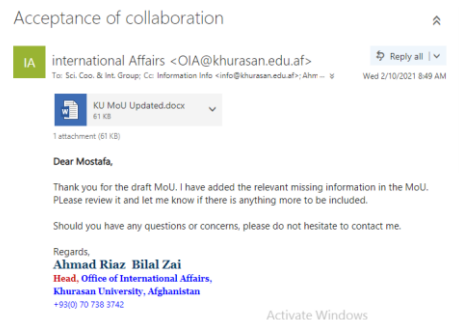 Acceptance of collaboration
IA
international Affairs <OIA@khurasan.edu.af>
Reply all
To: Sci. Coo. & Int. Group; Cc: Information Info <info@khurasan.edu.af>; Ahm
Wed 2/10/2021 8:49 AM
KU MoU Updated.docx
61 KB
1 attachment (61 KB)
Dear Mostafa,
Thank you for the draft MoU. I have added the relevant missing information in the MoU.
PLease review it and let me know if there is anything more to be included.
Should you have any questions or concerns, please do not hesitate to contact me.
Regards,
Ahmad Riaz Bilal Zai
Head, Office of International Affairs,
Khurasan University, Afghanistan
+93(0) 70 738 3742
Activate Windows